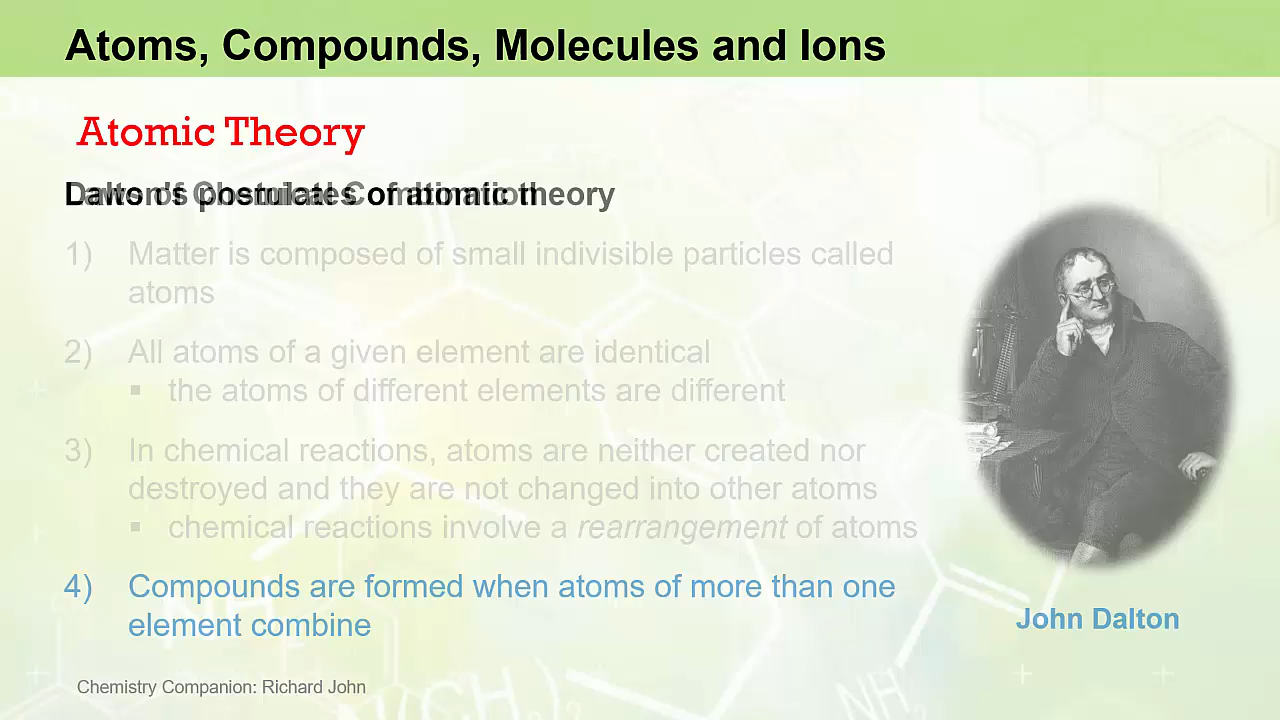 Atoms, Compounds, Molecules and Ions
Atomic Theory
Dalton's postulates of atomic theory
1) Matter is composed of small indivisible particles called
atoms
2) All atoms of a given element are identical
▪ the atoms of different elements are different
3) In chemical reactions, atoms are neither created nor
destroyed and they are not changed into other atoms
▪ chemical reactions involve a rearrangement of atoms
4) Compounds are formed when atoms of more than one
element combine
John Dalton
Chemistry Companion: Richard John